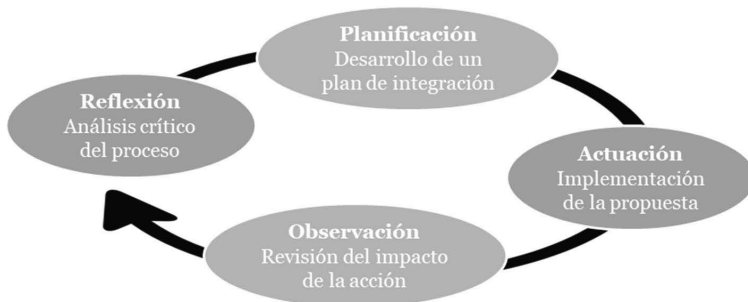 Planificación
Desarrollo de un
plan de integración
Reflexión
Análisis crítico
del proceso
Actuación
Implementación
de la propuesta
Observación
Revisión del impacto
de la acción